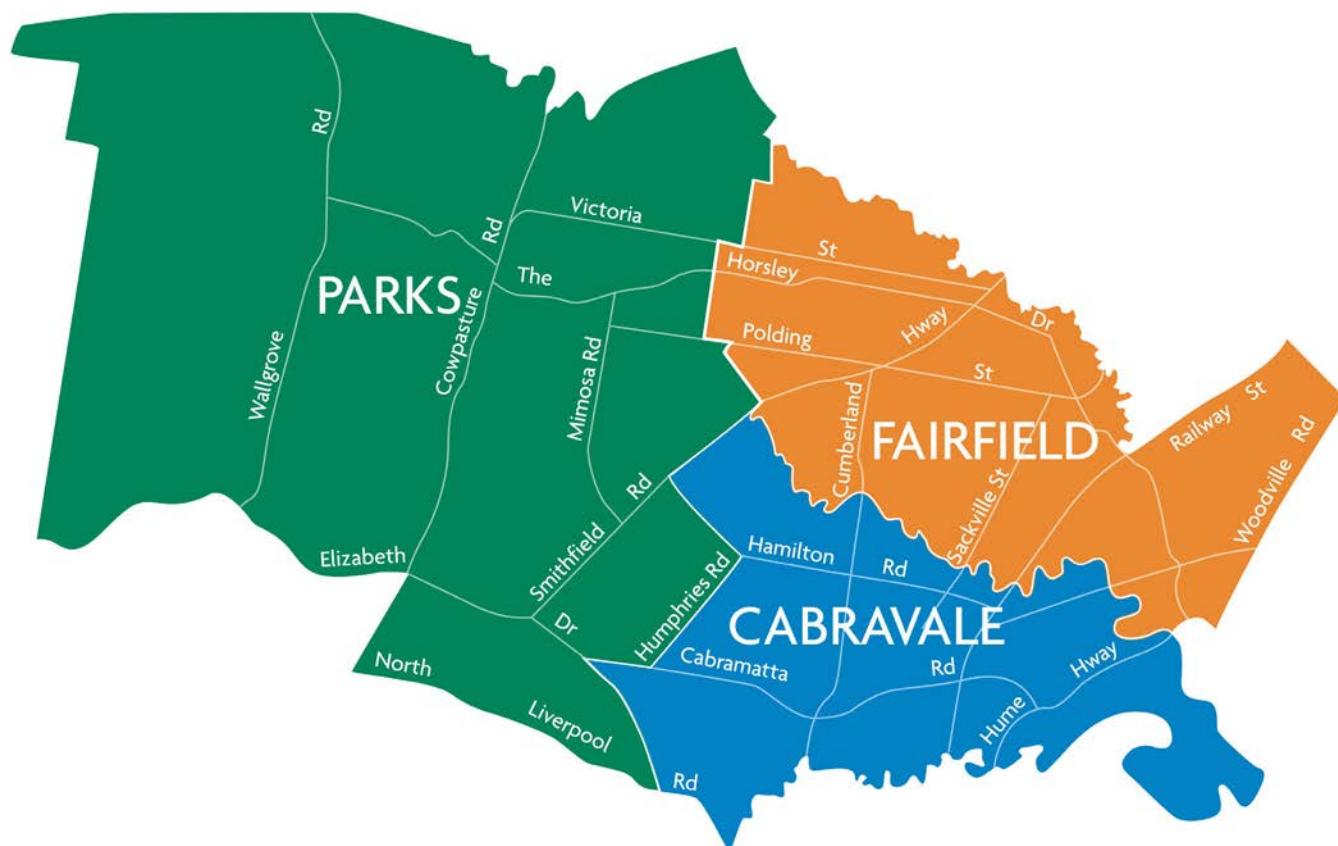 Rd
Victoria
St
Rd
The
Horsley
PARKS
Hway
Dr
Polding
Cowpasture
Wallgrove
Mimosa Rd
St
Railway St
Cumberland
FAIRFIELD
Woodville Rd
Sackville St
Rd
Elizabeth
Smithfield
Hamilton Rd
Humphries Rd
CABRAVALE
Dr
North
Cabramatta Rd
Hway
Liverpool
Hume
Rd